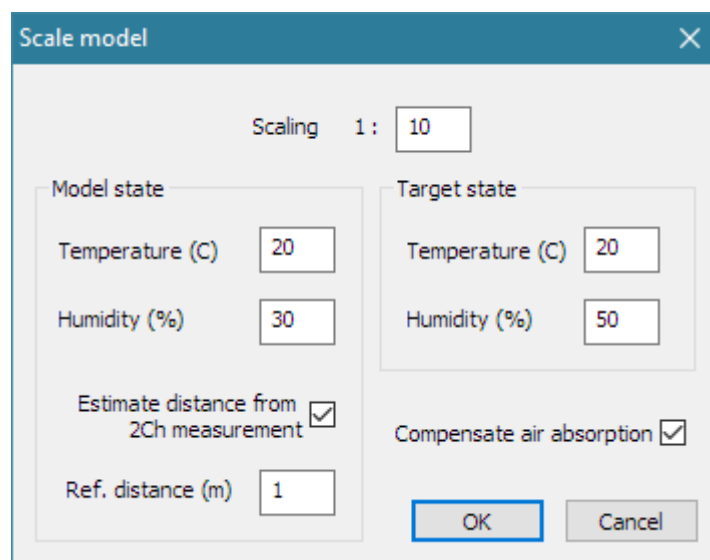 Scale model
Scaling 1 : 10
Model state
Temperature (C) 20
Humidity (%) 30
Estimate distance from
2Ch measurement
Ref. distance (m) 1
Target state
Temperature (C) 20
Humidity (%) 50
Compensate air absorption
OK
Cancel